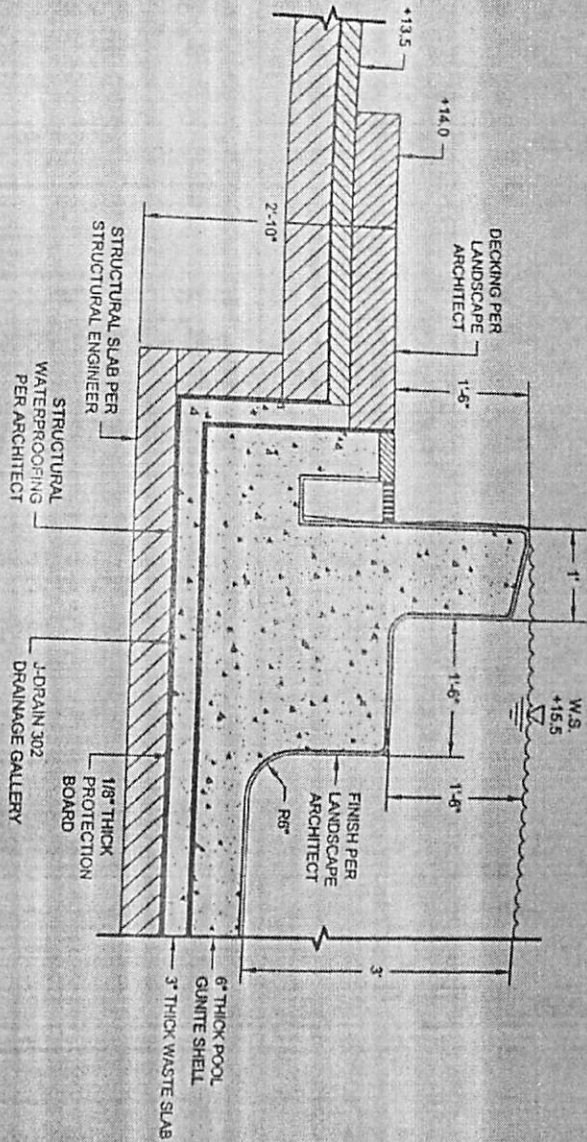 +13.5
+14.0
DECKING PER
LANDSCAPE
ARCHITECT
1'-6"
1'
W.S.
+15.5
2'-10"
1'-6"
1'-6"
STRUCTURAL SLAB PER
STRUCTURAL ENGINEER
STRUCTURAL
WATERPROOFING
PER ARCHITECT
J-DRAIN 302
DRAINAGE GALLERY
1/8" THICK
PROTECTION
BOARD
FINISH PER
LANDSCAPE
ARCHITECT
R6"
3'
6" THICK POOL
GUNITE SHELL
3" THICK WASTE SLAB